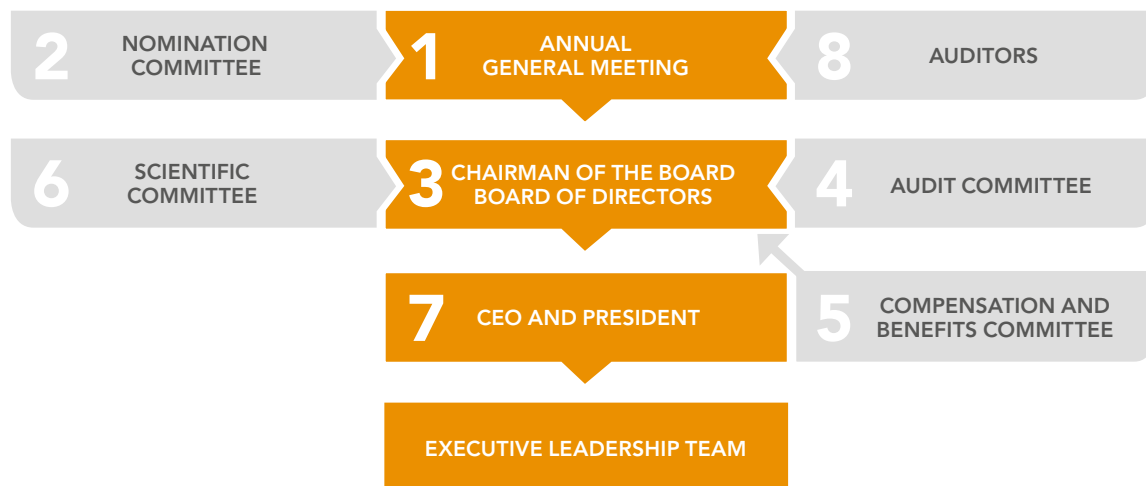 2
NOMINATION
COMMITTEE
1
ANNUAL
GENERAL MEETING
8
AUDITORS
6
SCIENTIFIC
COMMITTEE
3
CHAIRMAN OF THE BOARD
BOARD OF DIRECTORS
4
AUDIT COMMITTEE
7
CEO AND PRESIDENT
5
COMPENSATION AND
BENEFITS COMMITTEE
EXECUTIVE LEADERSHIP TEAM